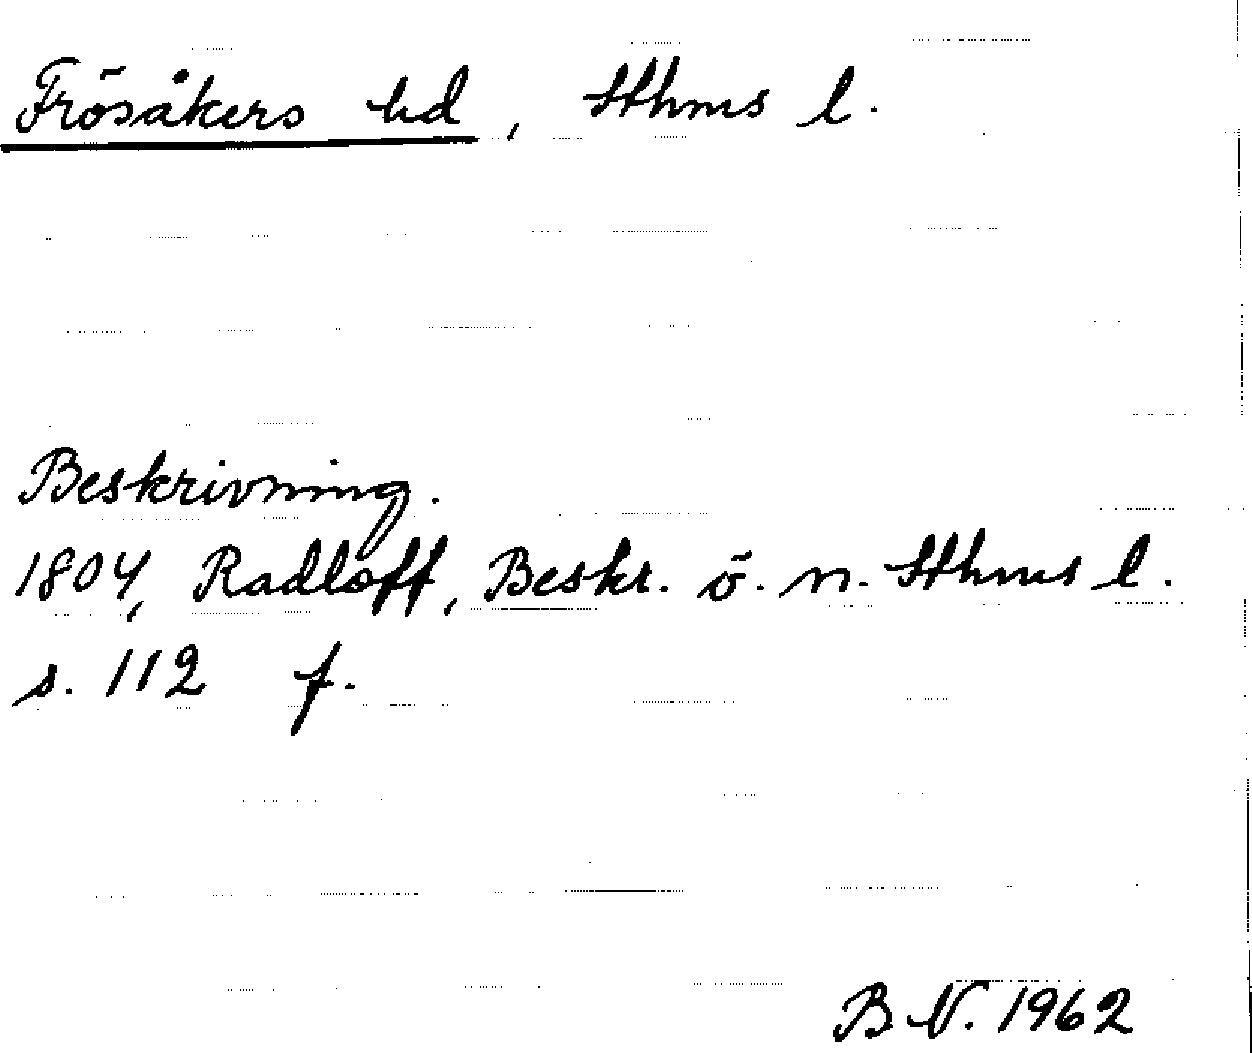 Frösåkers hd, Sthms l.
Beskrivning.
1804, Radloff, Beskr. ö. n. Sthms l.
s. 112 f.
B N. 1962